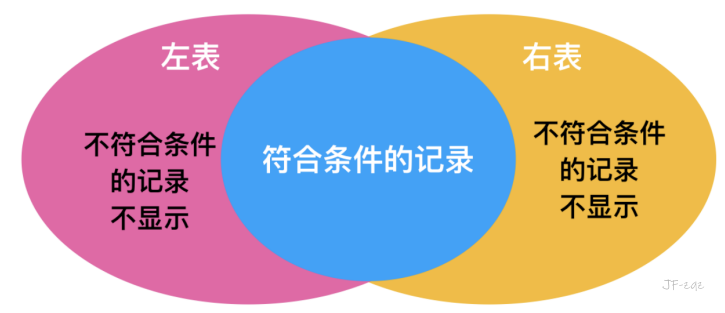 左表
右表
不符合条件
的记录
不显示
符合条件的记录
不符合条件
的记录
不显示
JF-zqz